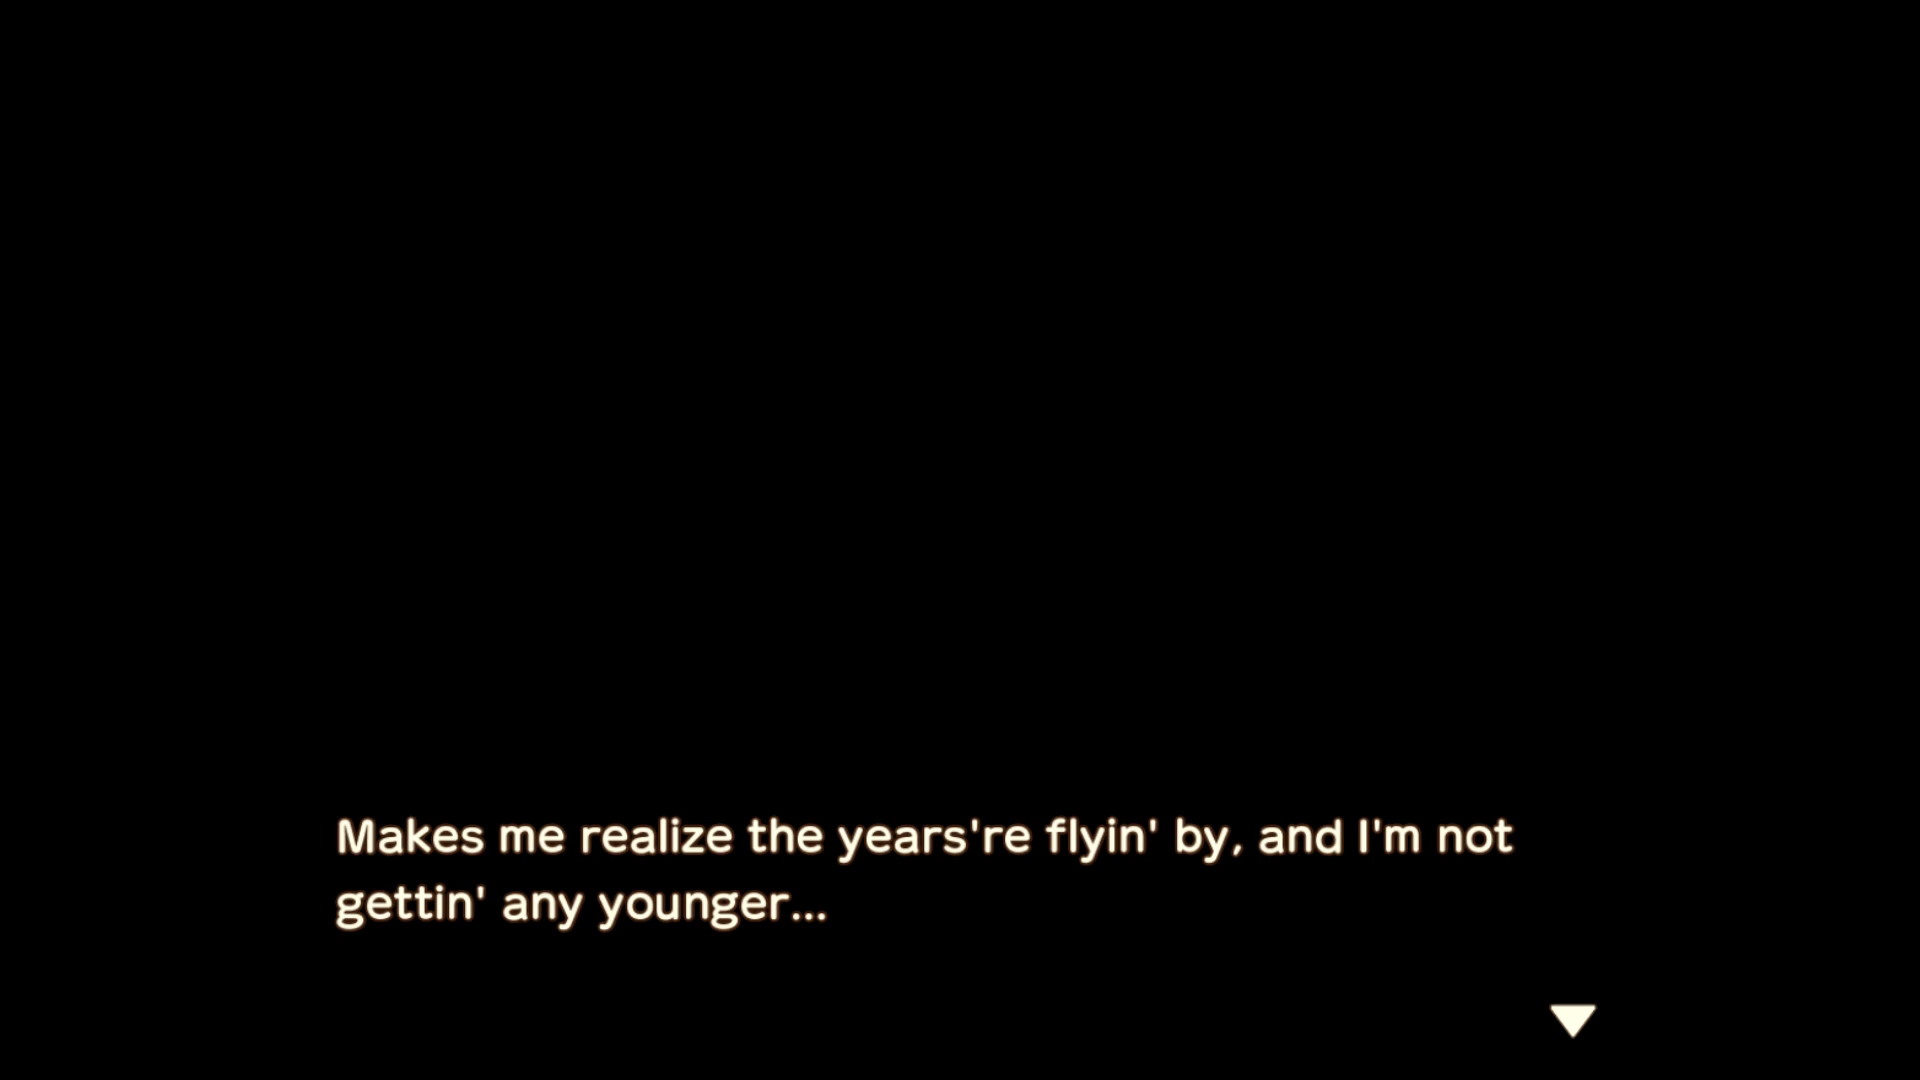 Makes me realize the years're flyin' by, and I'm not
gettin' any younger...